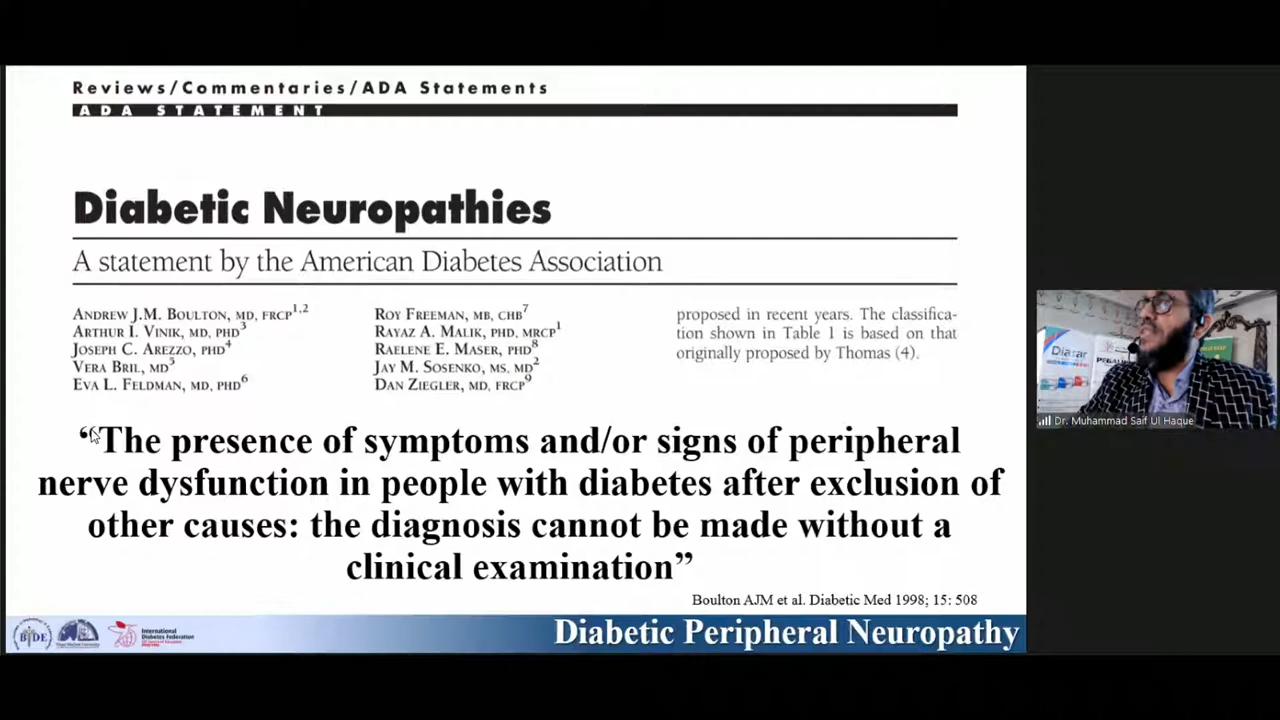 Reviews/Commentaries/ADA Statements
ADA STATEMENT
Diabetic Neuropathies
A statement by the American Diabetes Association
ANDREW J.M. BOULTON, MD, FRCP1,2
ARTHUR I. VINIK, MD, PHD3
JOSEPH C. AREZZO, PHD4
VERA BRIL, MD5
EVA L. FELDMAN, MD, PHD6
ROY FREEMAN, MB, CHB7
RAYAZ A. MALIK, PHD, MRCP1
RAELENE E. MASER, PHD8
JAY M. SOSENKO, MS, MD2
DAN ZIEGLER, MD, FRCP9
proposed in recent years. The classifica-
tion shown in Table 1 is based on that
originally proposed by Thomas (4).
“The presence of symptoms and/or signs of peripheral
nerve dysfunction in people with diabetes after exclusion of
other causes: the diagnosis cannot be made without a
clinical examination”
Boulton AJM et al. Diabetic Med 1998; 15: 508
BIDE
International
Diabetes Federation
Diabetic Peripheral Neuropathy
Diazar
Dr. Muhammad Saif Ul Haque